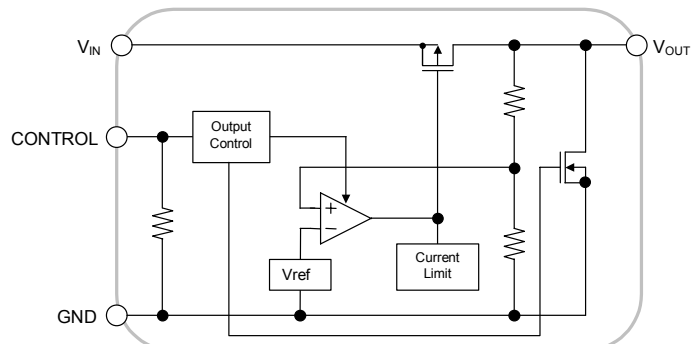 VIN
VOUT
CONTROL
Output
Control
+
−
Vref
Current
Limit
GND